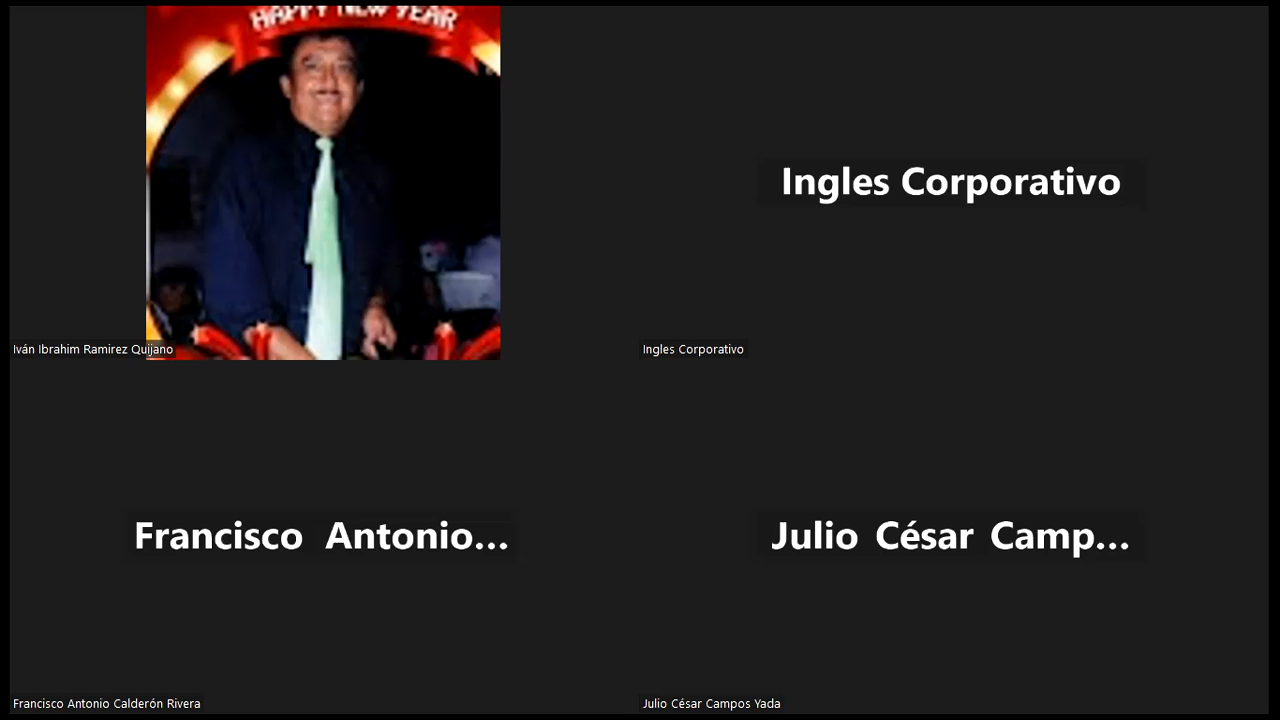 HAPPY NEW YEAR
Iván Ibrahim Ramirez Quijano
Ingles Corporativo
Ingles Corporativo
Francisco Antonio...
Francisco Antonio Calderón Rivera
Julio César Camp...
Julio César Campos Yada